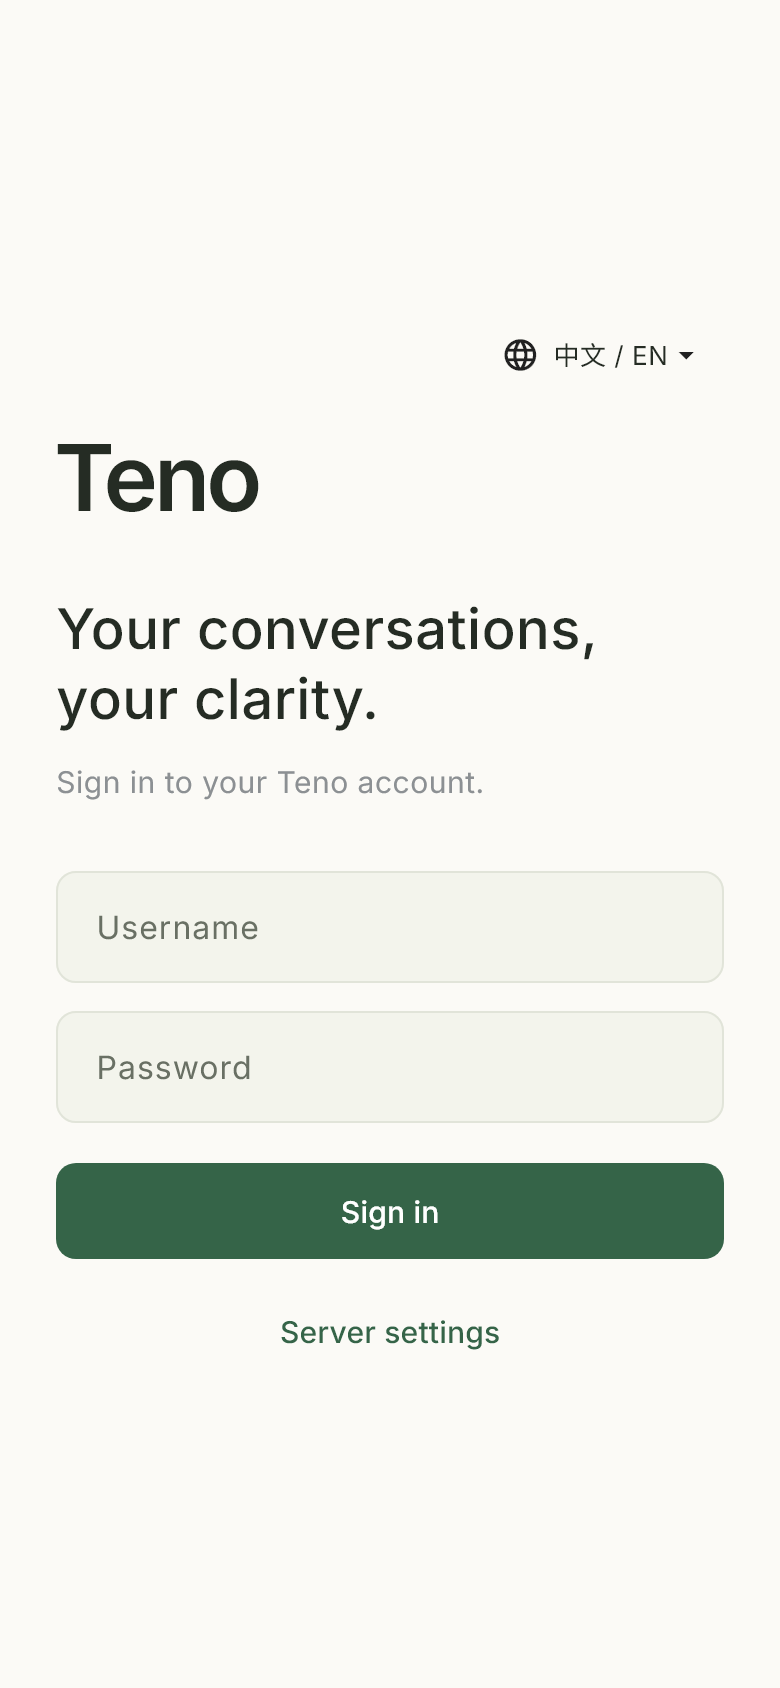 中文 / EN
Teno
Your conversations,
your clarity.
Sign in to your Teno account.
Username
Password
Sign in
Server settings